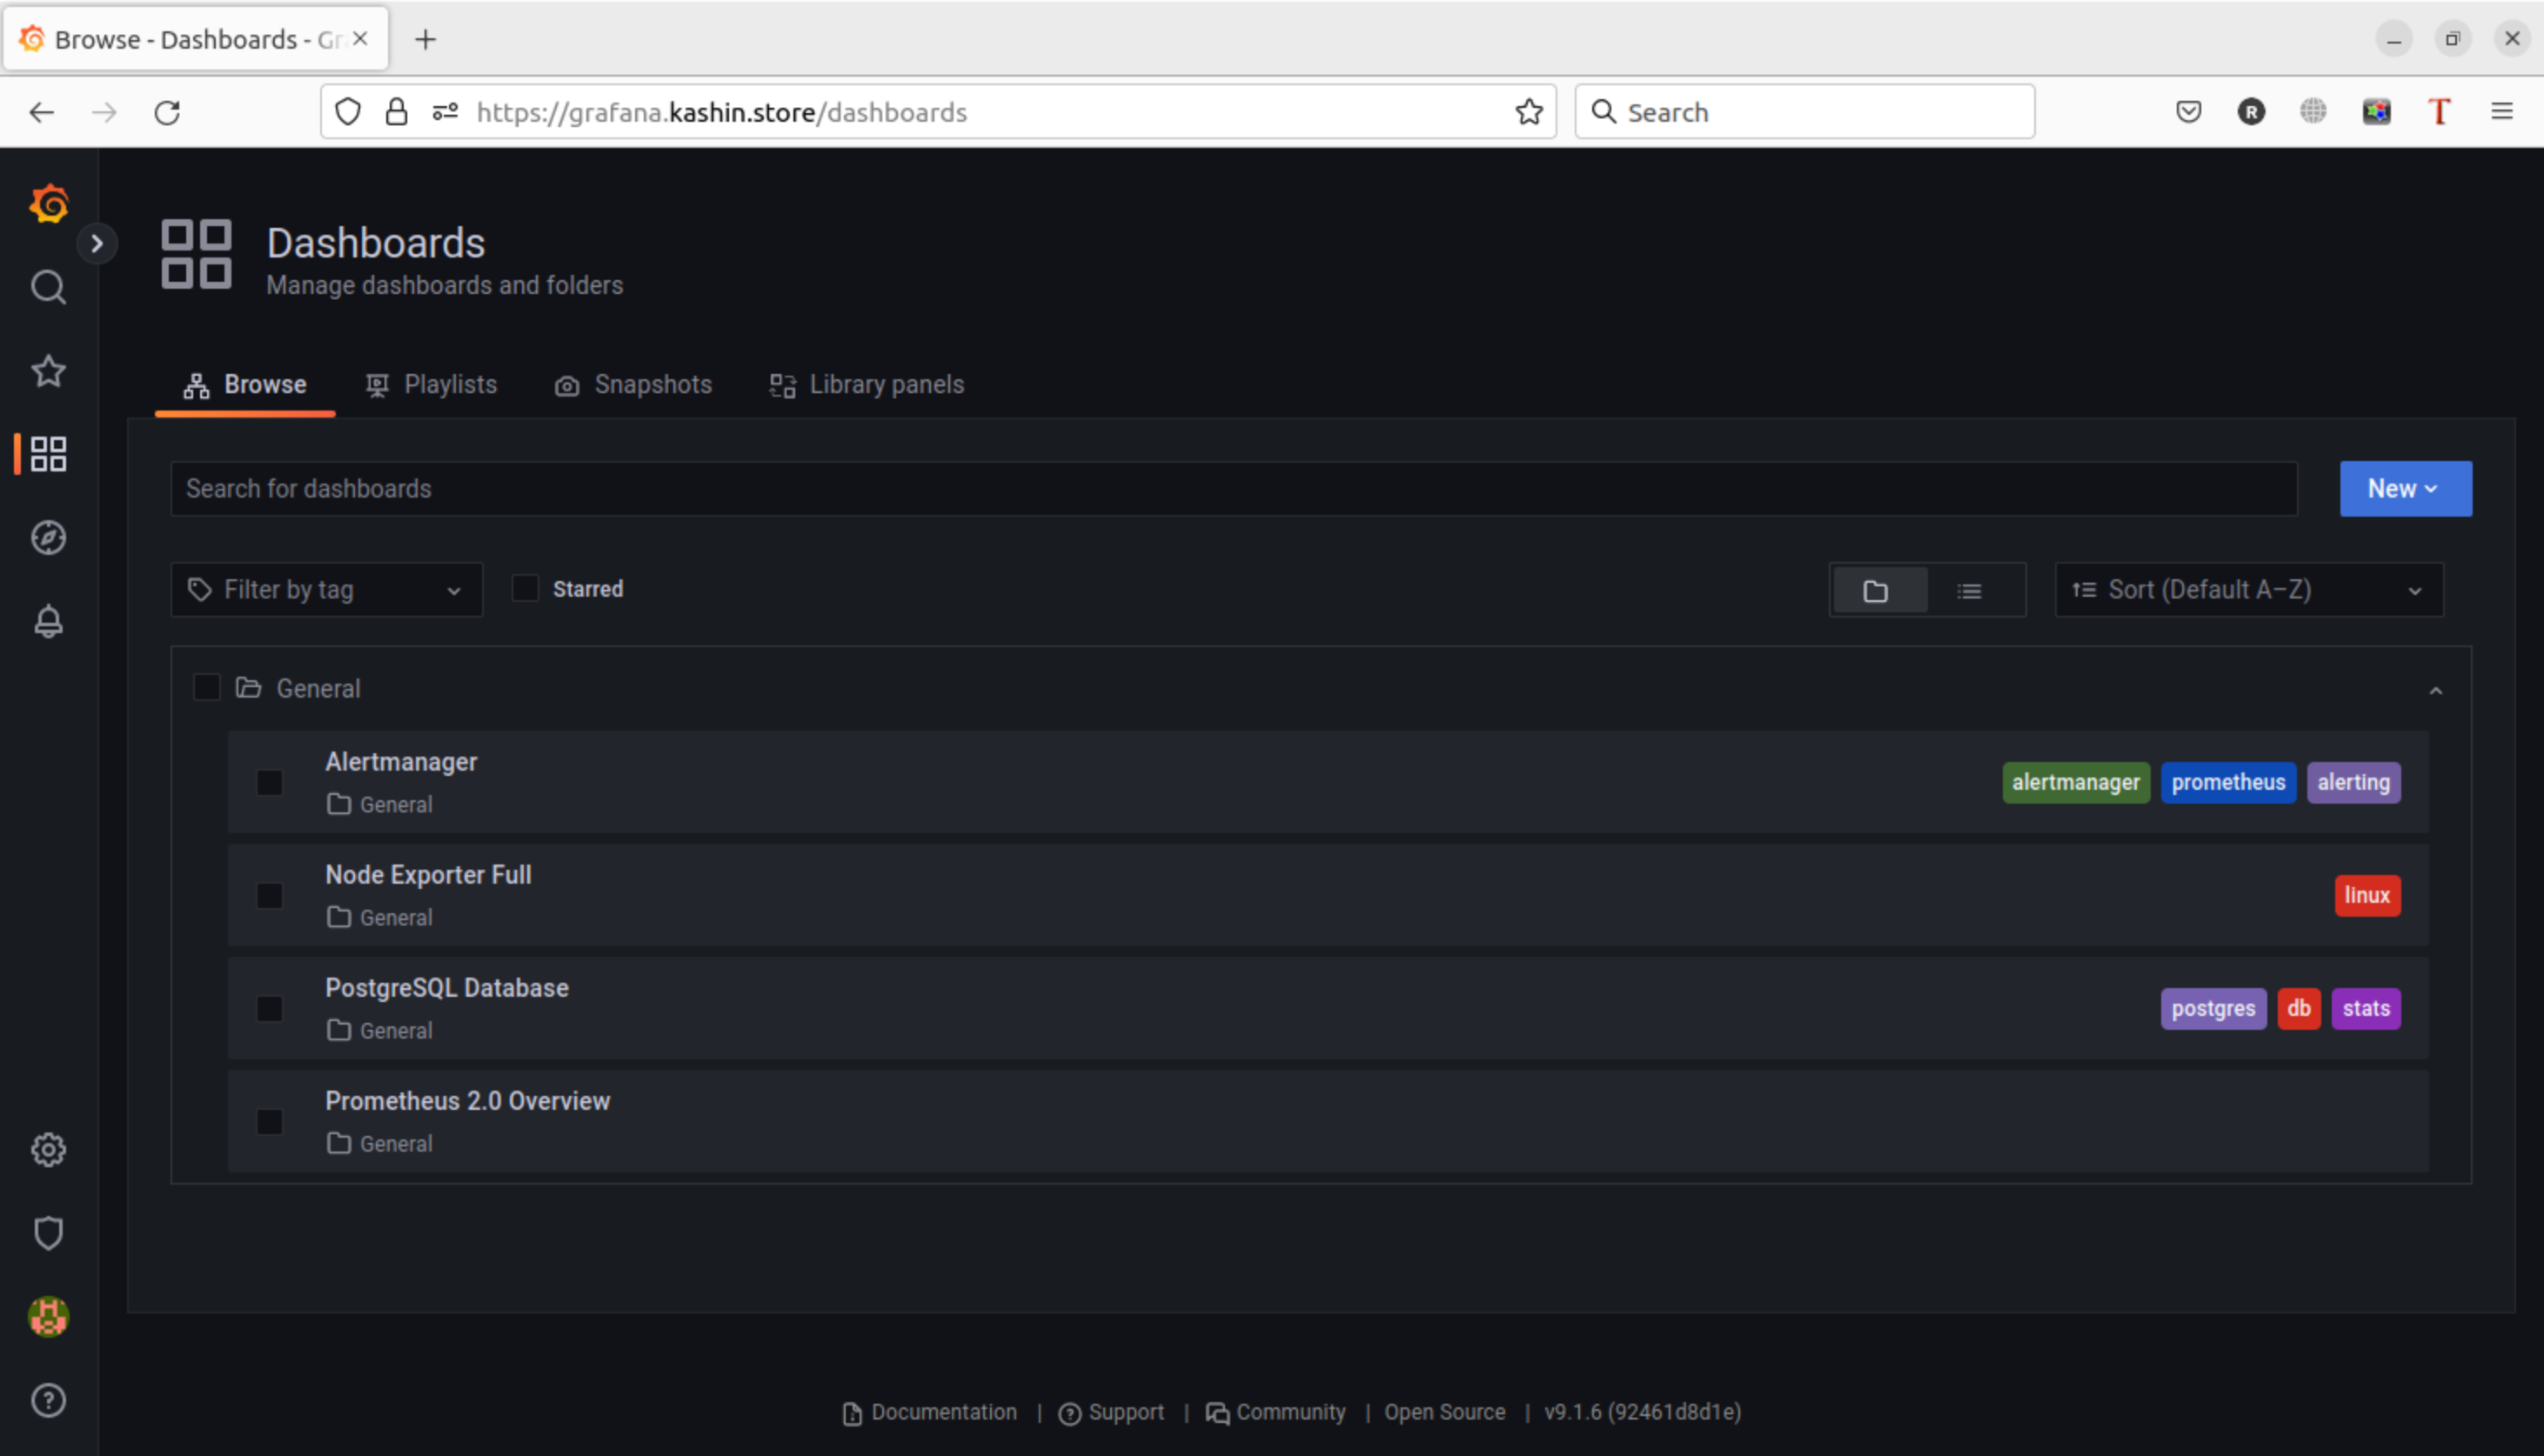 Browse - Dashboards - Gr
https://grafana.kashin.store/dashboards
Search
R
T
Dashboards
Manage dashboards and folders
Browse
Playlists
Snapshots
Library panels
Search for dashboards
New
Filter by tag
Starred
Sort (Default A–Z)
General
Alertmanager
General
alertmanager prometheus alerting
Node Exporter Full
General
linux
PostgreSQL Database
General
postgres db stats
Prometheus 2.0 Overview
General
Documentation | Support | Community | Open Source | v9.1.6 (92461d8d1e)